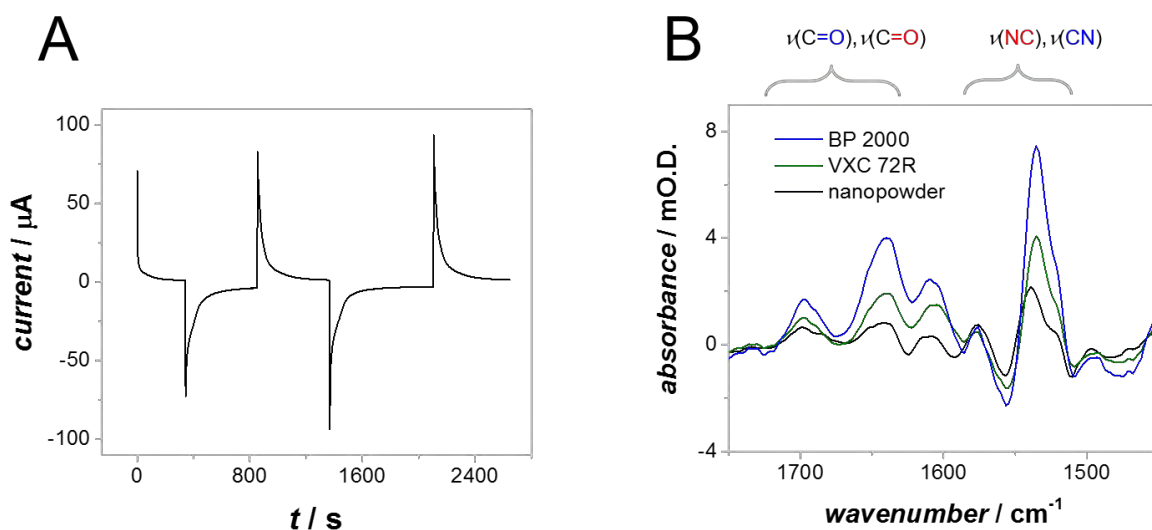 A
100
50
0
-50
-100
current / μA
0
800
1600
2400
t / s
B
ν(C=O),ν(C=O)
ν(NC),ν(CN)
8
4
0
-4
absorbance / mO.D.
BP 2000
VXC 72R
nanopowder
1700
1600
1500
wavenumber / cm⁻¹